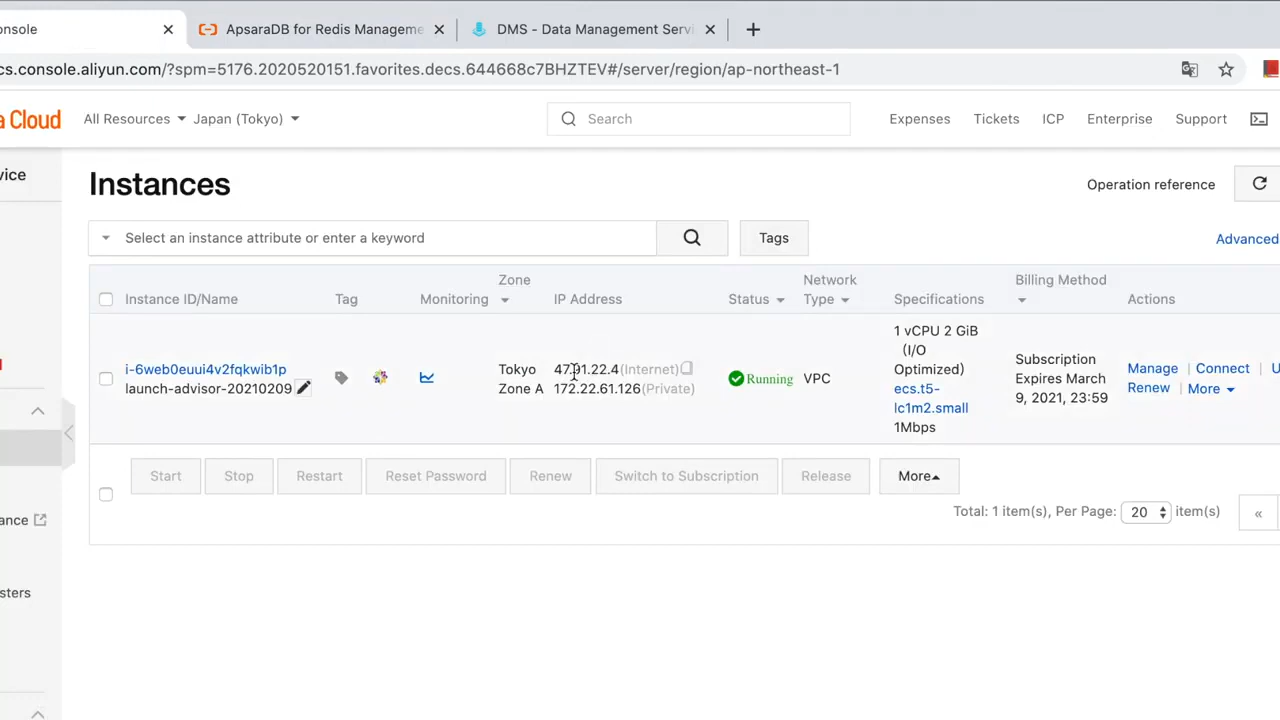 onsole
ApsaraDB for Redis Manageme
DMS - Data Management Servi
cs.console.aliyun.com/?spm=5176.2020520151.favorites.decs.644668c7BHZTEV#/server/region/ap-northeast-1
a Cloud
All Resources
Japan (Tokyo)
Search
Expenses
Tickets
ICP
Enterprise
Support
vice
Instances
Operation reference
Select an instance attribute or enter a keyword
Tags
Advanced
Instance ID/Name
Tag
Monitoring
Zone
IP Address
Status
Network
Type
Specifications
Billing Method
Actions
i-6web0euui4v2fqkwib1p
launch-advisor-20210209
Tokyo
Zone A
(Internet)
172.22.61.126(Private)
Running
VPC
1 vCPU 2 GiB
(I/O
Optimized)
ecs.t5-
lc1m2.small
1Mbps
Subscription
Expires March
9, 2021, 23:59
Manage
Connect
U
Renew
More
Start
Stop
Restart
Reset Password
Renew
Switch to Subscription
Release
More
Total: 1 item(s), Per Page:
20
item(s)
«
ance
sters